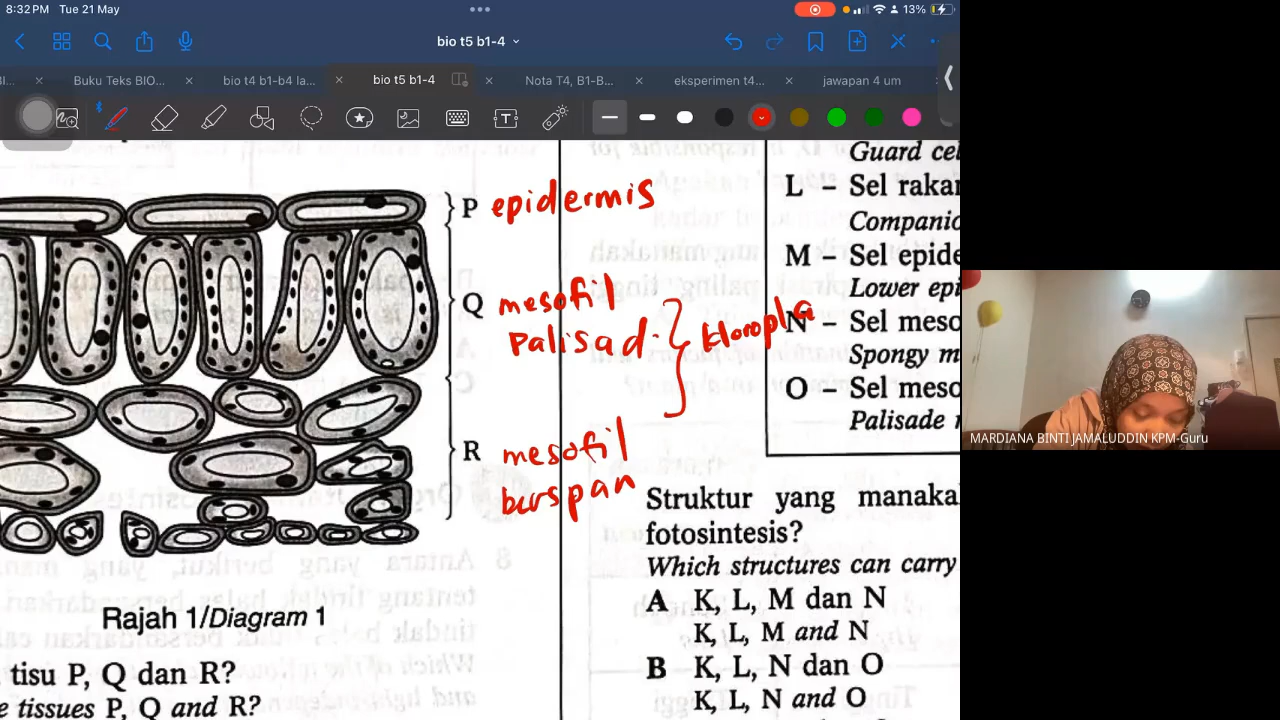 8:32 PM Tue 21 May
13%
bio t5 b1-4
Buku Teks BIO...
bio t4 b1-b4 la...
bio t5 b1-4
Nota T4, B1-B...
eksperimen t4...
jawapan 4 um
P epidermis
Q mesofil
palisad.
kloropla
R mesofil
berspan
Rajah 1/Diagram 1
tisu P, Q dan R?
e tissues P, Q and R?
Guard cel
L – Sel rakan
Companio
M – Sel epide
Lower epi
N – Sel meso
Spongy m
O – Sel meso
Palisade
Struktur yang manakal
fotosintesis?
Which structures can carry
A K, L, M dan N
K, L, M and N
B K, L, N dan O
K, L, N and O
MARDIANA BINTI JAMALUDDIN KPM-Guru